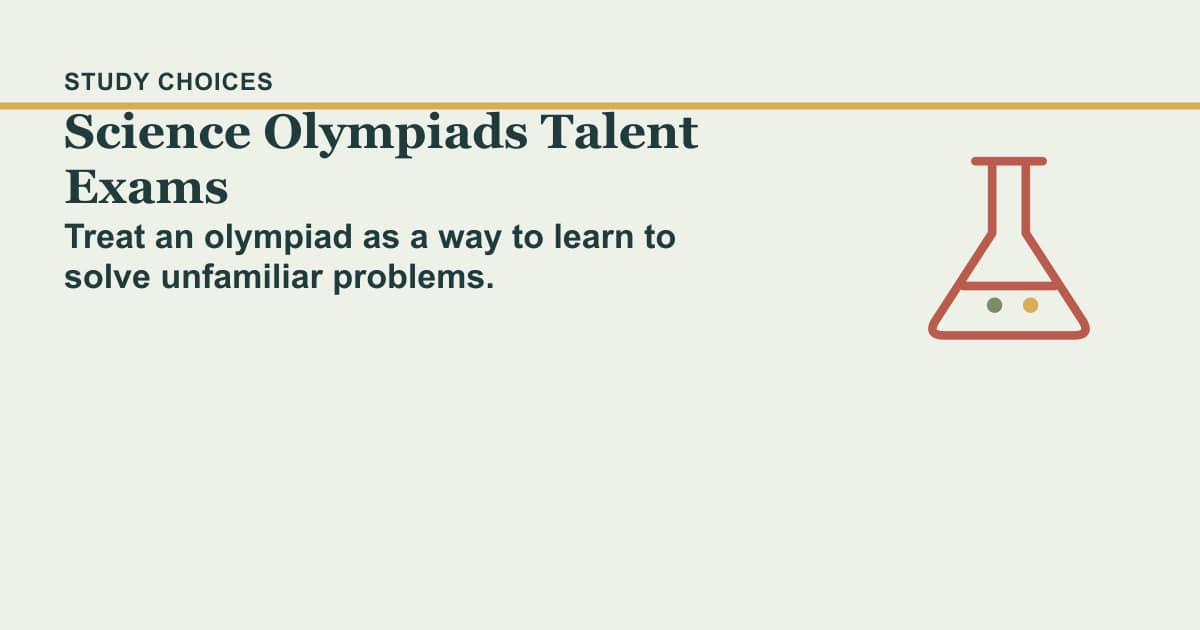 STUDY CHOICES
Science Olympiads Talent
Exams
Treat an olympiad as a way to learn to
solve unfamiliar problems.